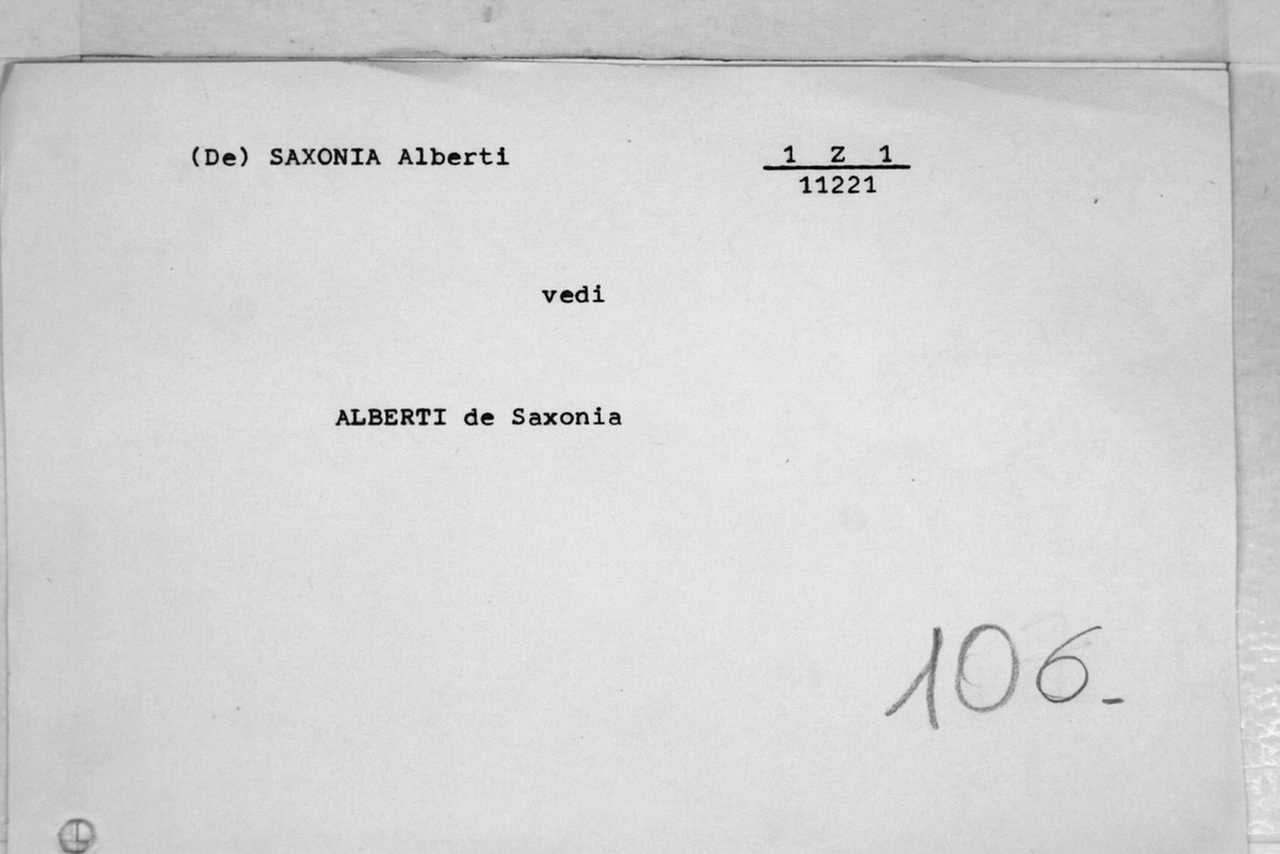 (De) SAXONIA Alberti
1 Z 1
11221
vedi
ALBERTI de Saxonia
106.